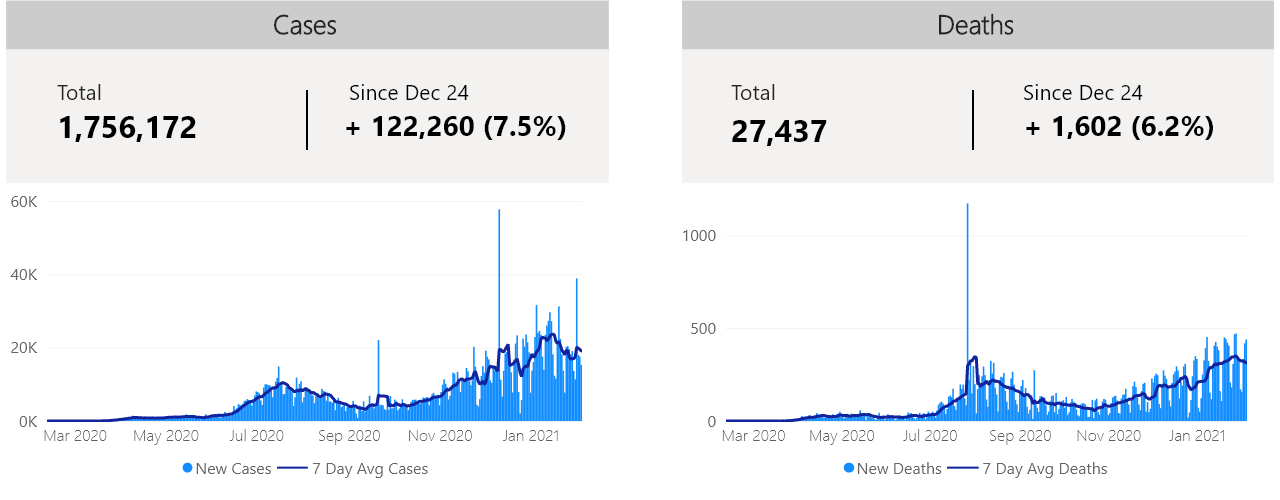 Cases
Total
1,756,172
Since Dec 24
+ 122,260 (7.5%)
60K
40K
20K
0K
Mar 2020 May 2020 Jul 2020 Sep 2020 Nov 2020 Jan 2021
New Cases 7 Day Avg Cases
Deaths
Total
27,437
Since Dec 24
+ 1,602 (6.2%)
1000
500
0
Mar 2020 May 2020 Jul 2020 Sep 2020 Nov 2020 Jan 2021
New Deaths 7 Day Avg Deaths